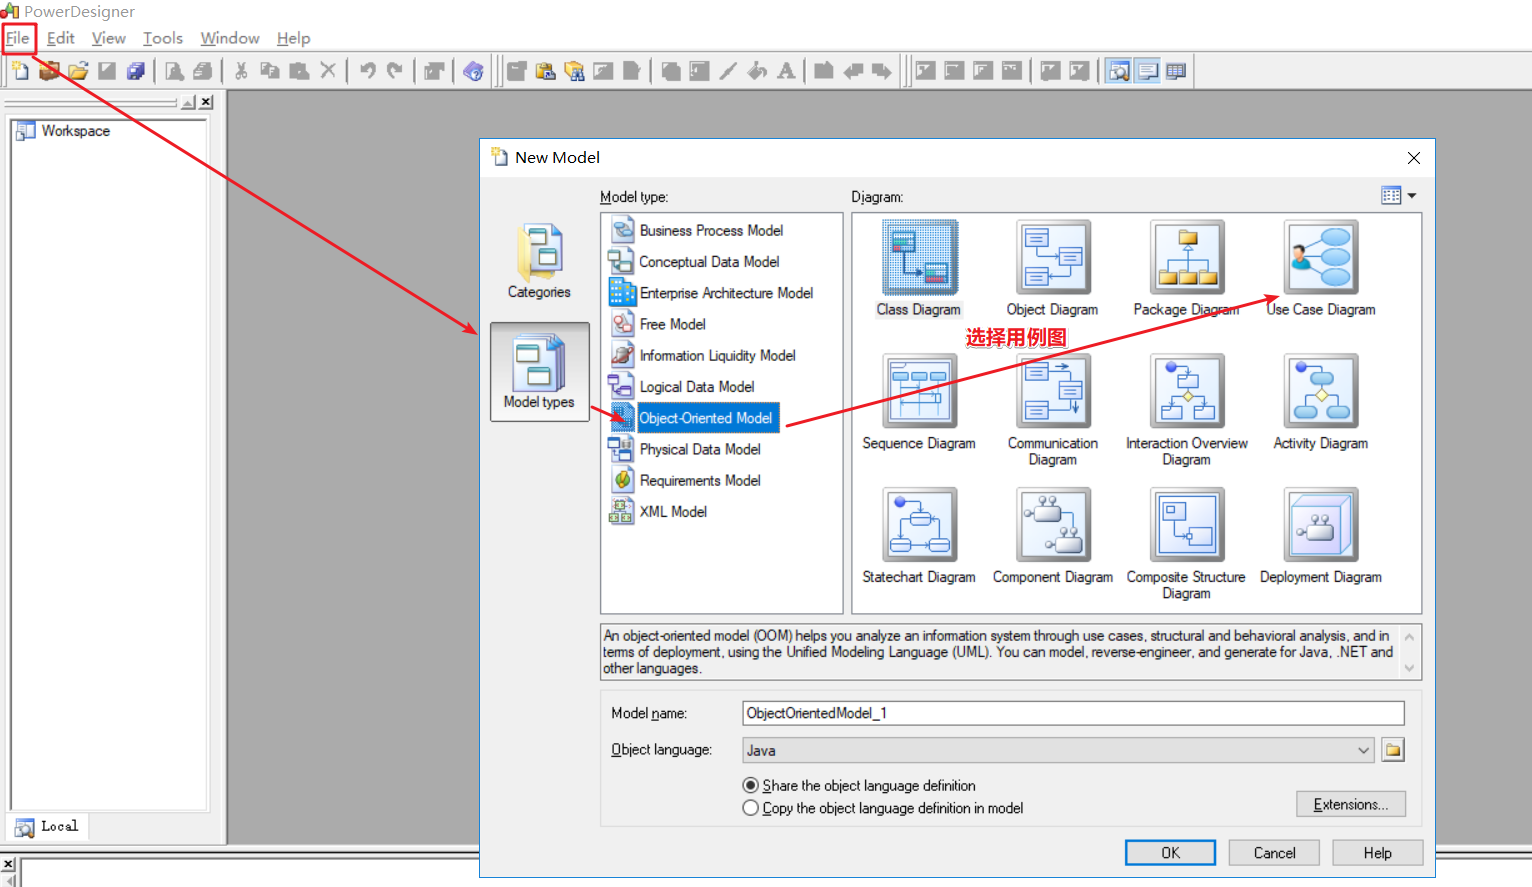 PowerDesigner
File Edit View Tools Window Help
Workspace
Local
New Model
Model type:
Diagram:
Categories
Model types
Business Process Model
Conceptual Data Model
Enterprise Architecture Model
Free Model
Information Liquidity Model
Logical Data Model
Object-Oriented Model
Physical Data Model
Requirements Model
XML Model
Class Diagram
Object Diagram
Package Diagram
Use Case Diagram
选择用例图
Sequence Diagram
Communication
Diagram
Interaction Overview
Diagram
Activity Diagram
Statechart Diagram
Component Diagram
Composite Structure
Diagram
Deployment Diagram
An object-oriented model (OOM) helps you analyze an information system through use cases, structural and behavioral analysis, and in
terms of deployment, using the Unified Modeling Language (UML). You can model, reverse-engineer, and generate for Java, .NET and
other languages.
Model name:
ObjectOrientedModel_1
Object language:
Java
Share the object language definition
Copy the object language definition in model
Extensions...
OK
Cancel
Help